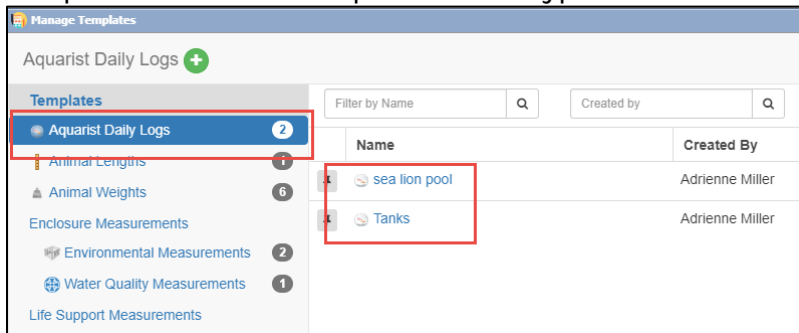 Manage Templates
Aquarist Daily Logs
Templates
Aquarist Daily Logs 2
Animal Lengths
Animal Weights 6
Enclosure Measurements
Environmental Measurements 2
Water Quality Measurements 1
Life Support Measurements
Filter by Name
Created by
Name Created By
sea lion pool Adrienne Miller
Tanks Adrienne Miller